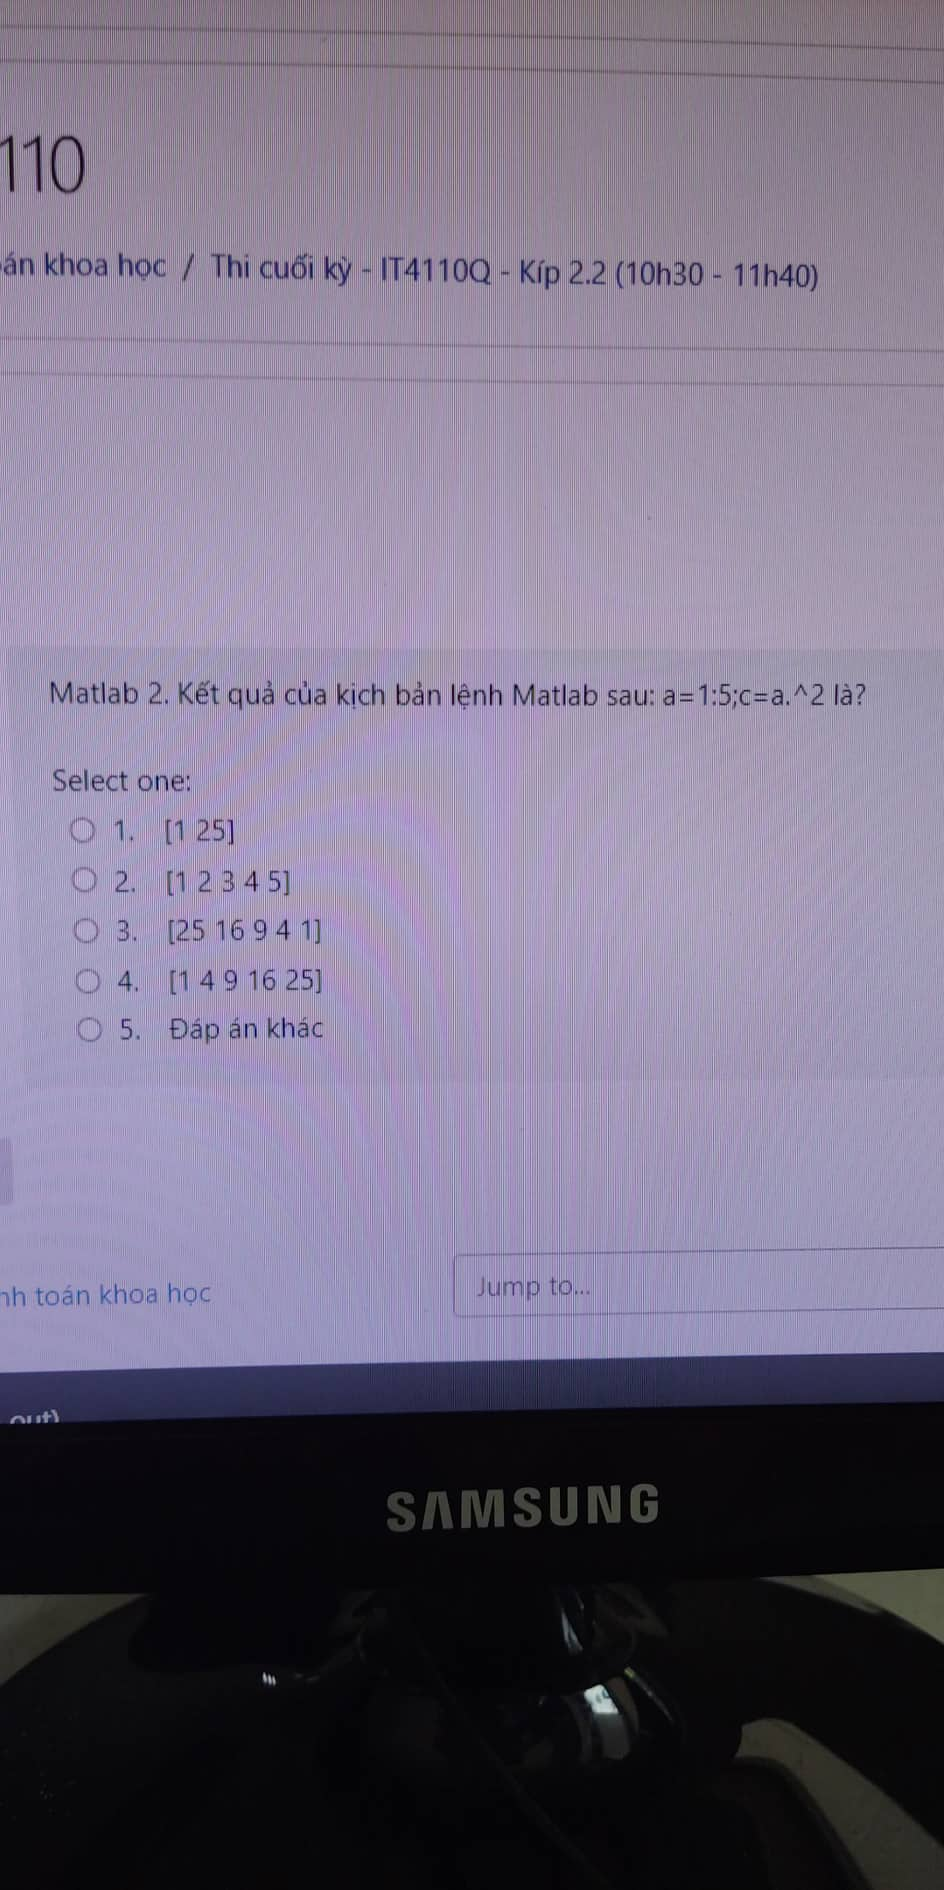 110
án khoa học / Thi cuối kỳ - IT4110Q - Kíp 2.2 (10h30 - 11h40)
Matlab 2. Kết quả của kịch bản lệnh Matlab sau: a=1:5;c=a.^2 là?
Select one:
1. [1 25]
2. [1 2 3 4 5]
3. [25 16 9 4 1]
4. [1 4 9 16 25]
5. Đáp án khác
nh toán khoa học
Jump to...
out)
SAMSUNG